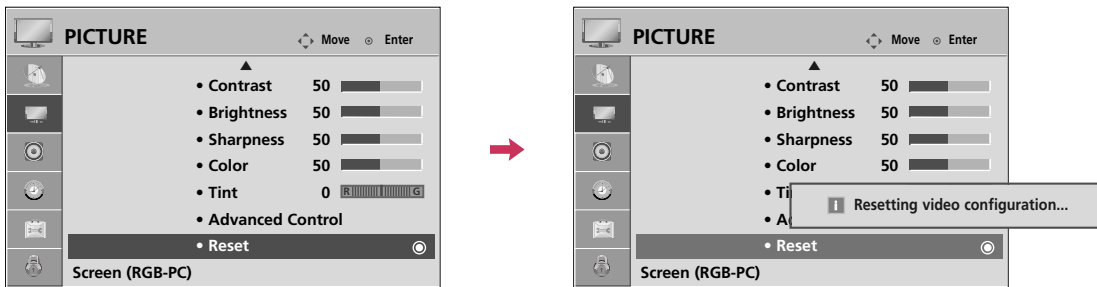 PICTURE Move Enter
• Contrast 50
• Brightness 50
• Sharpness 50
• Color 50
• Tint 0 R G
• Advanced Control
• Reset
Screen (RGB-PC)
PICTURE Move Enter
• Contrast 50
• Brightness 50
• Sharpness 50
• Color 50
• Ti
• A
i Resetting video configuration...
• Reset
Screen (RGB-PC)